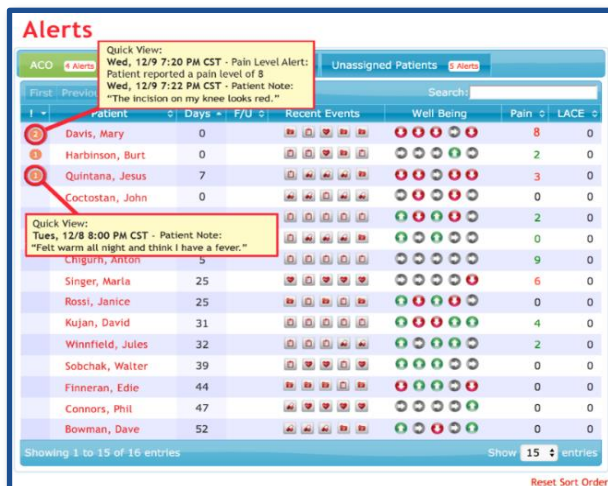 Alerts
ACO 4 Alerts
Unassigned Patients 5 Alerts
Quick View:
Wed, 12/9 7:20 PM CST - Pain Level Alert:
Patient reported a pain level of 8
Wed, 12/9 7:22 PM CST - Patient Note:
"The incision on my knee looks red."
First Previous
Search:
! Patient Days F/U Recent Events Well Being Pain LACE
2 Davis, Mary 0 8 0
1 Harbinson, Burt 0 2 0
1 Quintana, Jesus 7 3 0
Coctostan, John 0 0 0
Quick View:
Tues, 12/8 8:00 PM CST - Patient Note:
"Felt warm all night and think I have a fever."
2 0
0 0
Chigurh, Anton 5 9 0
Singer, Marla 25 6 0
Rossi, Janice 25 0 0
Kujan, David 31 4 0
Winnfield, Jules 32 2 0
Sobchak, Walter 39 0 0
Finneran, Edie 44 0 0
Connors, Phil 47 0 0
Bowman, Dave 52 0 0
Showing 1 to 15 of 16 entries
Show 15 entries
Reset Sort Order